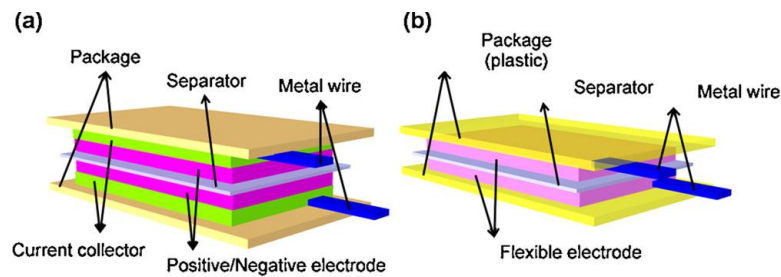 (a)
Package
Separator
Metal wire
Current collector
Positive/Negative electrode
(b)
Package
(plastic)
Separator
Metal wire
Flexible electrode